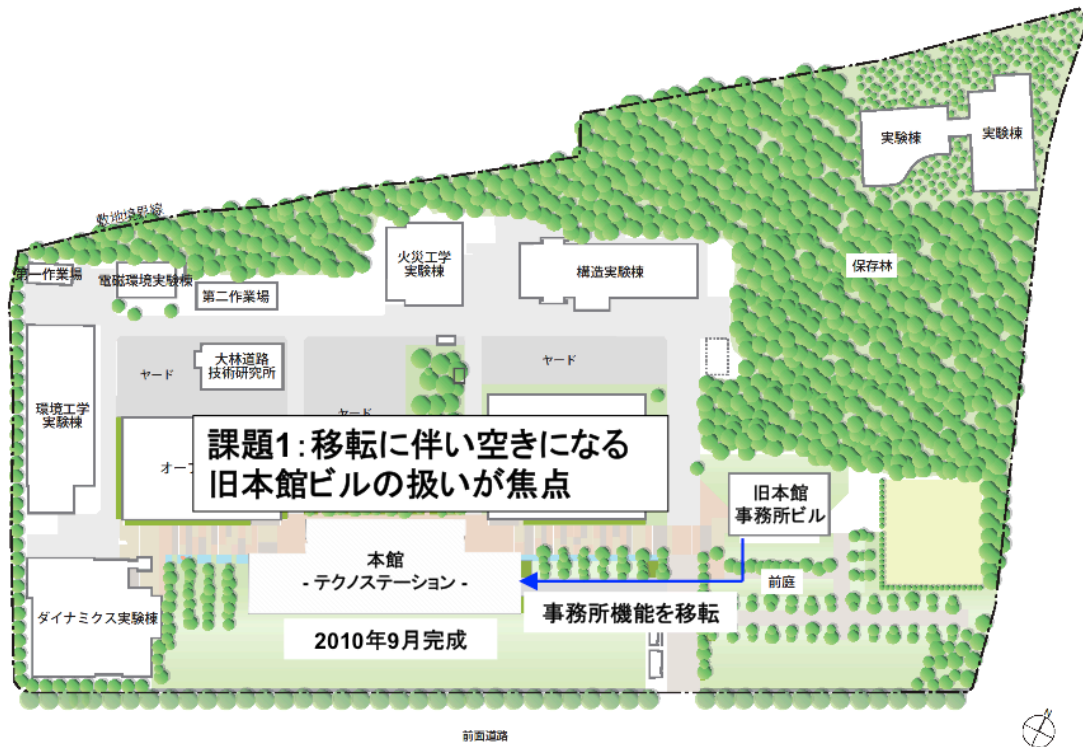 実験棟
実験棟
敷地境界線
火災工学
実験棟
構造実験棟
保存林
第一作業場
電磁環境実験棟
第二作業場
大林道路
技術研究所
ヤード
ヤード
ヤード
環境工学
実験棟
オープ
課題1：移転に伴い空きになる
旧本館ビルの扱いが焦点
旧本館
事務所ビル
本館
- テクノステーション -
前庭
ダイナミクス実験棟
事務所機能を移転
2010年9月完成
前面道路
N